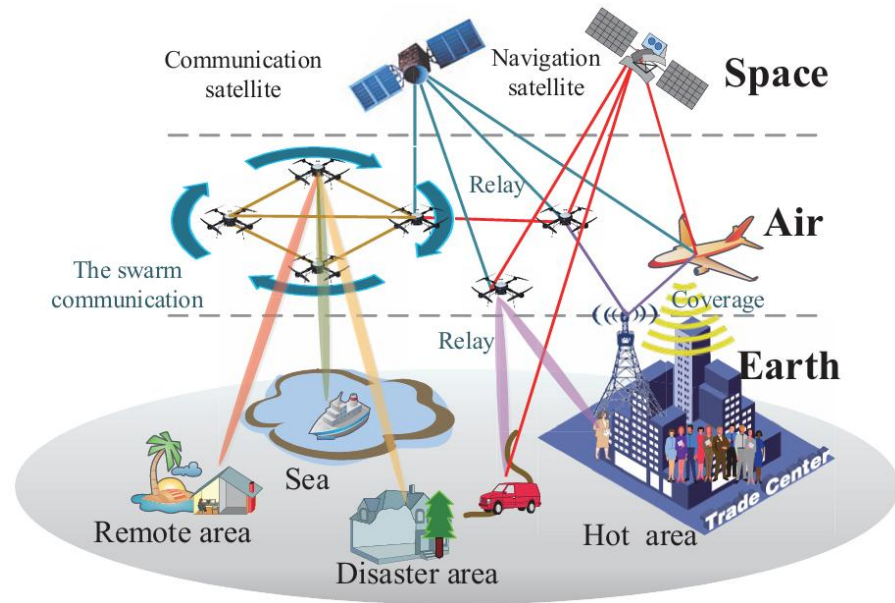 Communication
satellite
Navigation
satellite
Space
Relay
Air
The swarm
communication
Coverage
Relay
Earth
Sea
Remote area
Hot area
Trade Center
Disaster area